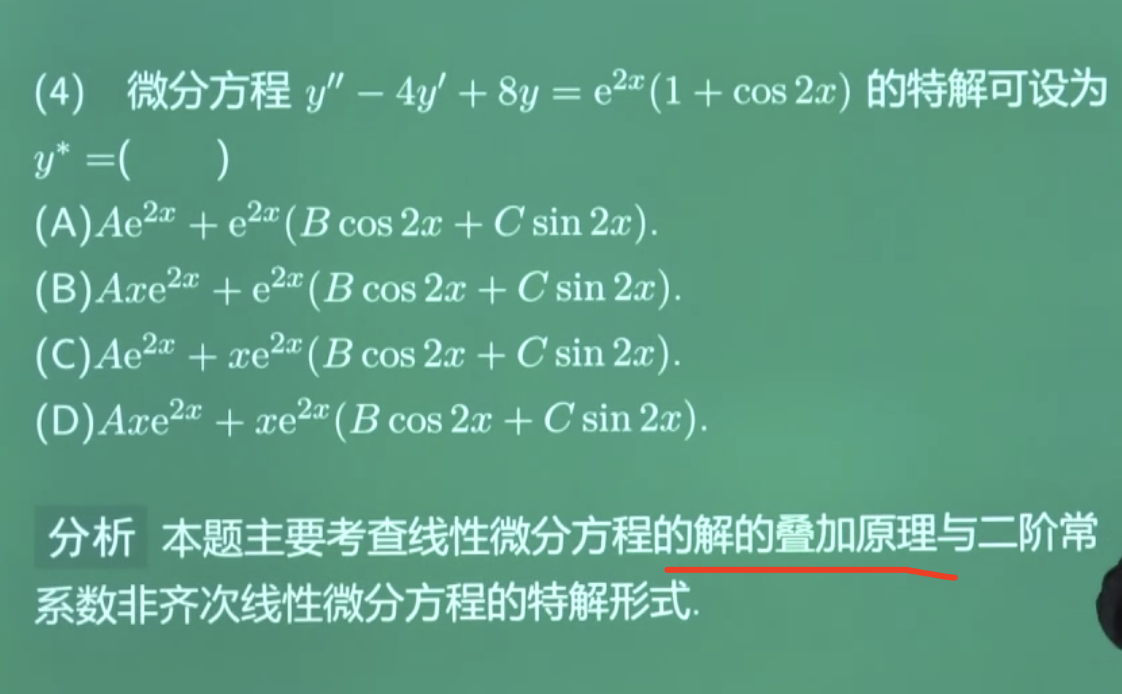 (4) 微分方程 y″ − 4y′ + 8y = e^{2x}(1 + cos 2x) 的特解可设为
y* =( )
(A)Ae^{2x} + e^{2x}(B cos 2x + C sin 2x).
(B)Axe^{2x} + e^{2x}(B cos 2x + C sin 2x).
(C)Ae^{2x} + xe^{2x}(B cos 2x + C sin 2x).
(D)Axe^{2x} + xe^{2x}(B cos 2x + C sin 2x).
分析 本题主要考查线性微分方程的解的叠加原理与二阶常
系数非齐次线性微分方程的特解形式.